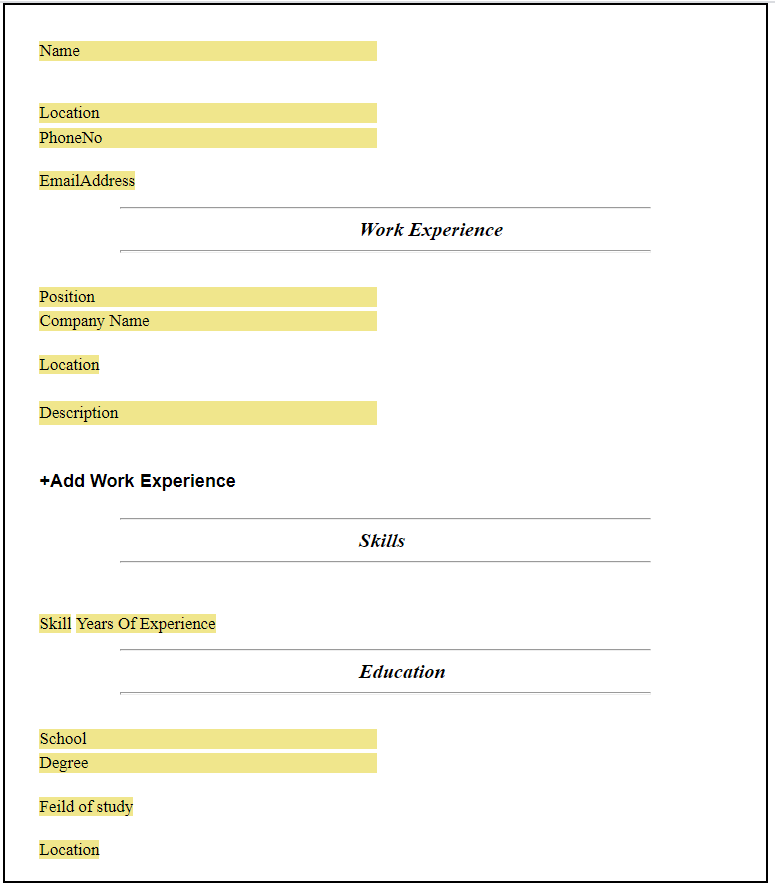 Name
Location
PhoneNo
EmailAddress
Work Experience
Position
Company Name
Location
Description
+Add Work Experience
Skills
Skill Years Of Experience
Education
School
Degree
Feild of study
Location